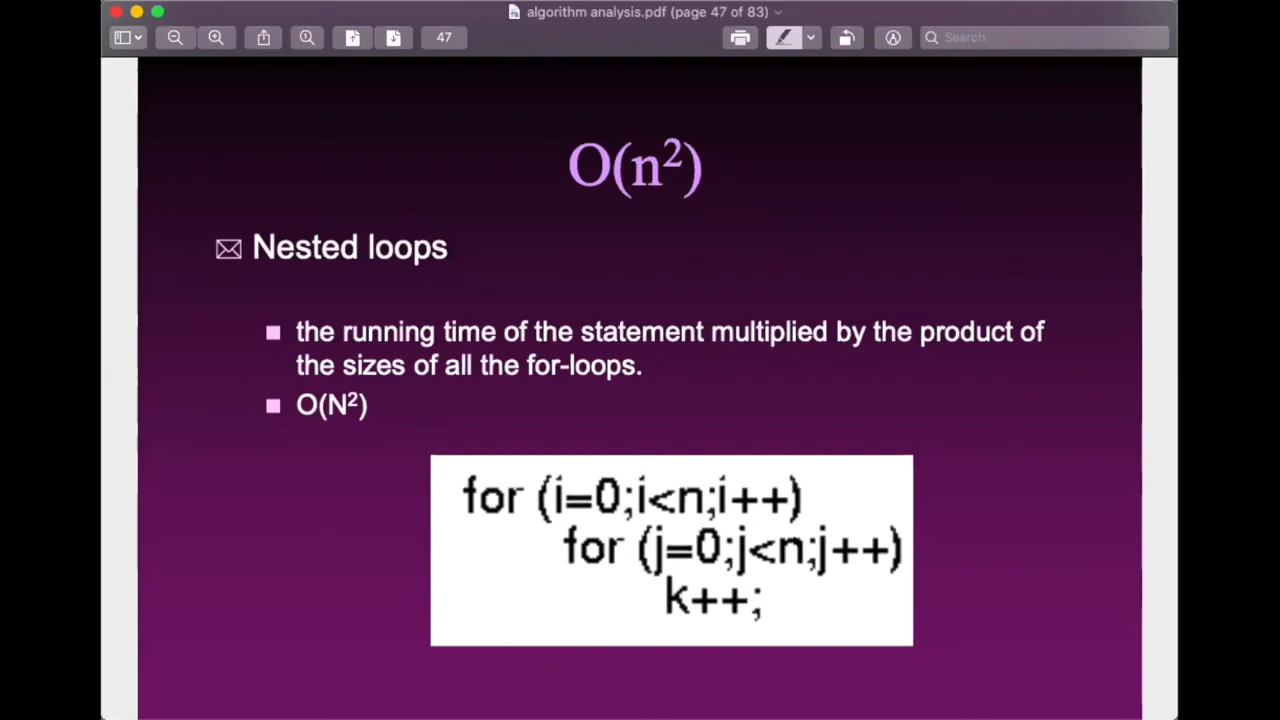 algorithm analysis.pdf (page 47 of 83)
47
Search
O(n²)
Nested loops
the running time of the statement multiplied by the product of
the sizes of all the for-loops.
O(N²)
for (i=0;i<n;i++)
for (j=0;j<n;j++)
k++;